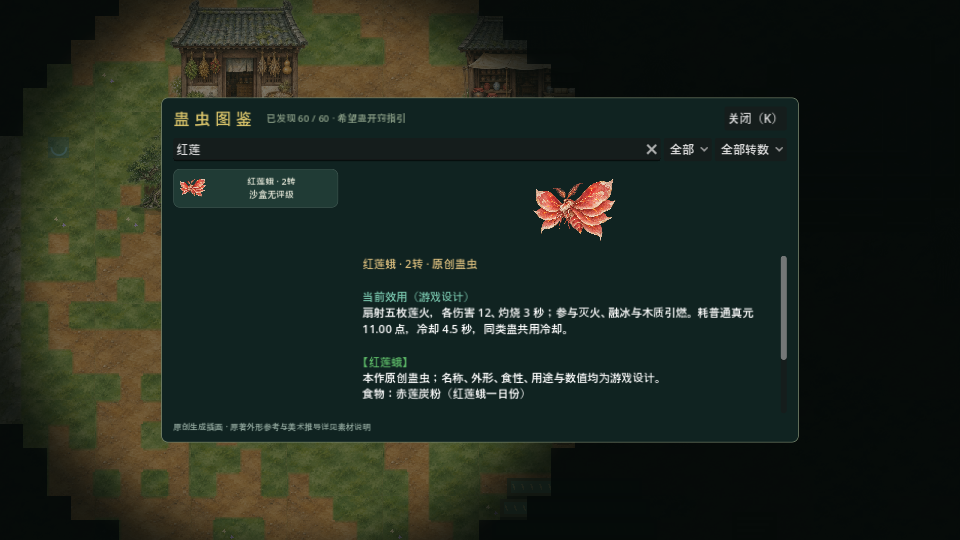 蛊虫图鉴
已发现 60 / 60 · 希望蛊开窍指引
关闭（K）
红莲
全部
全部转数
红莲蛾 · 2转
沙盒无评级
红莲蛾 · 2转 · 原创蛊虫
当前效用（游戏设计）
扇射五枚莲火，各伤害 12、灼烧 3 秒；参与灭火、融冰与木质引燃。耗普通真元
11.00 点，冷却 4.5 秒，同类蛊共用冷却。
【红莲蛾】
本作原创蛊虫；名称、外形、食性、用途与数值均为游戏设计。
食物：赤莲炭粉（红莲蛾一日份）
原创生成插画 · 原著外形参考与美术推导详见素材说明